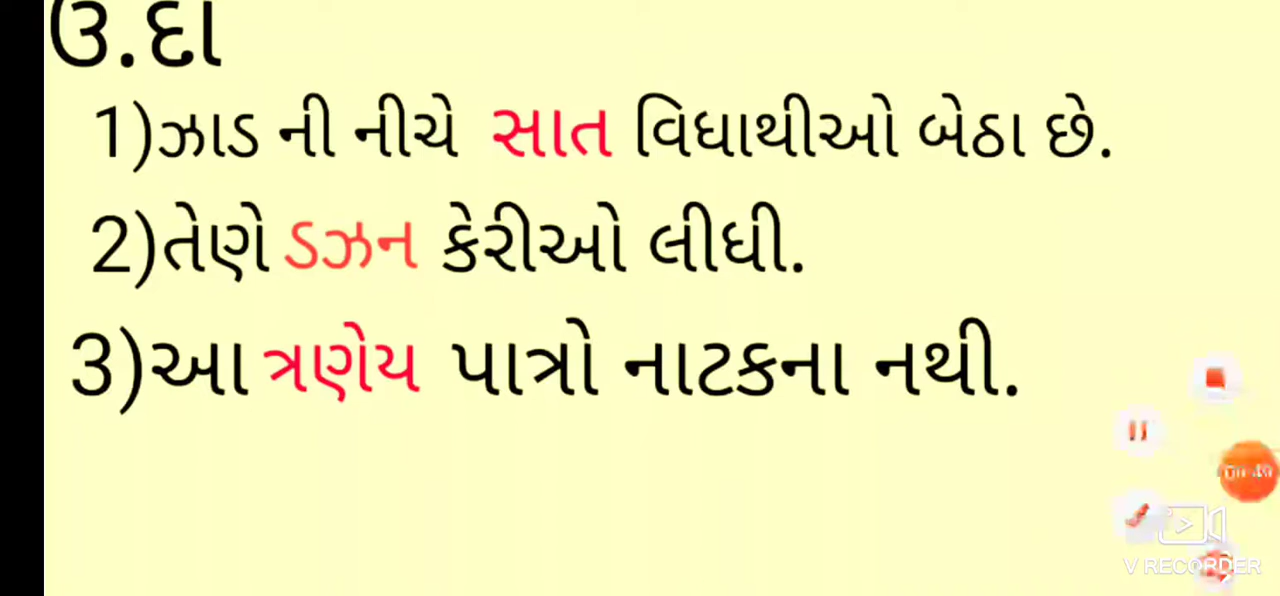 ઉ.દા
1)ઝાડ ની નીચે સાત વિધાથીઓ બેઠા છે.
2)તેણે ડઝન કેરીઓ લીધી.
3)આ ત્રણેય પાત્રો નાટકના નથી.
V RECORDER